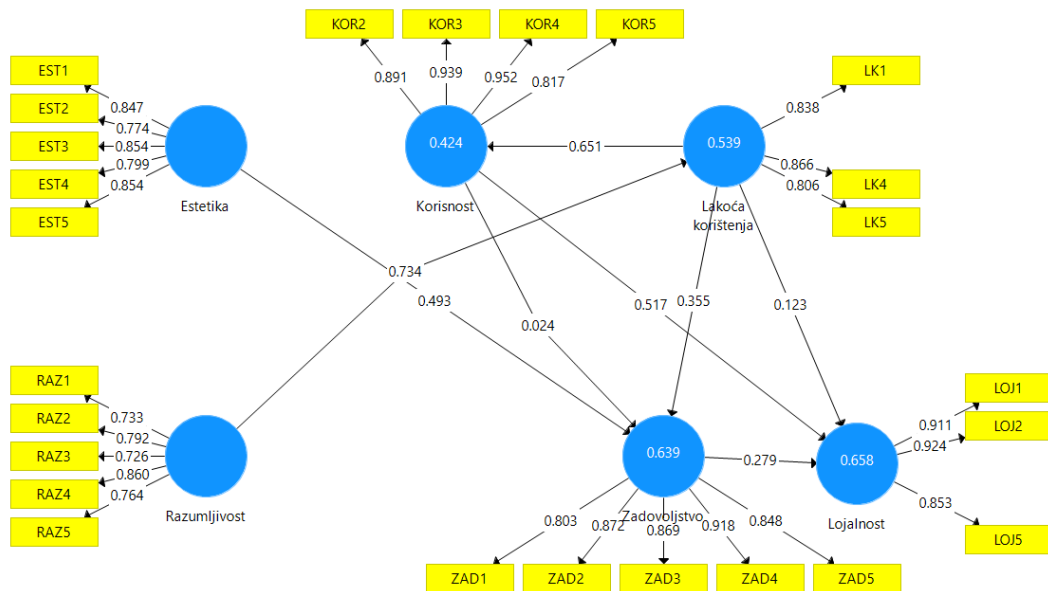 KOR2
KOR3
KOR4
KOR5
0.891
0.939
0.952
0.817
EST1
EST2
EST3
EST4
EST5
0.847
0.774
0.854
0.799
0.854
Estetika
0.424
Korisnost
0.651
0.539
Lakoća
korištenja
LK1
LK4
LK5
0.838
0.866
0.806
0.734
0.493
0.024
0.517
0.355
0.123
RAZ1
RAZ2
RAZ3
RAZ4
RAZ5
0.733
0.792
0.726
0.860
0.764
Razumljivost
0.639
Zadovoljstvo
0.279
0.658
Lojalnost
LOJ1
LOJ2
LOJ5
0.911
0.924
0.853
0.803
0.872
0.869
0.918
0.848
ZAD1
ZAD2
ZAD3
ZAD4
ZAD5